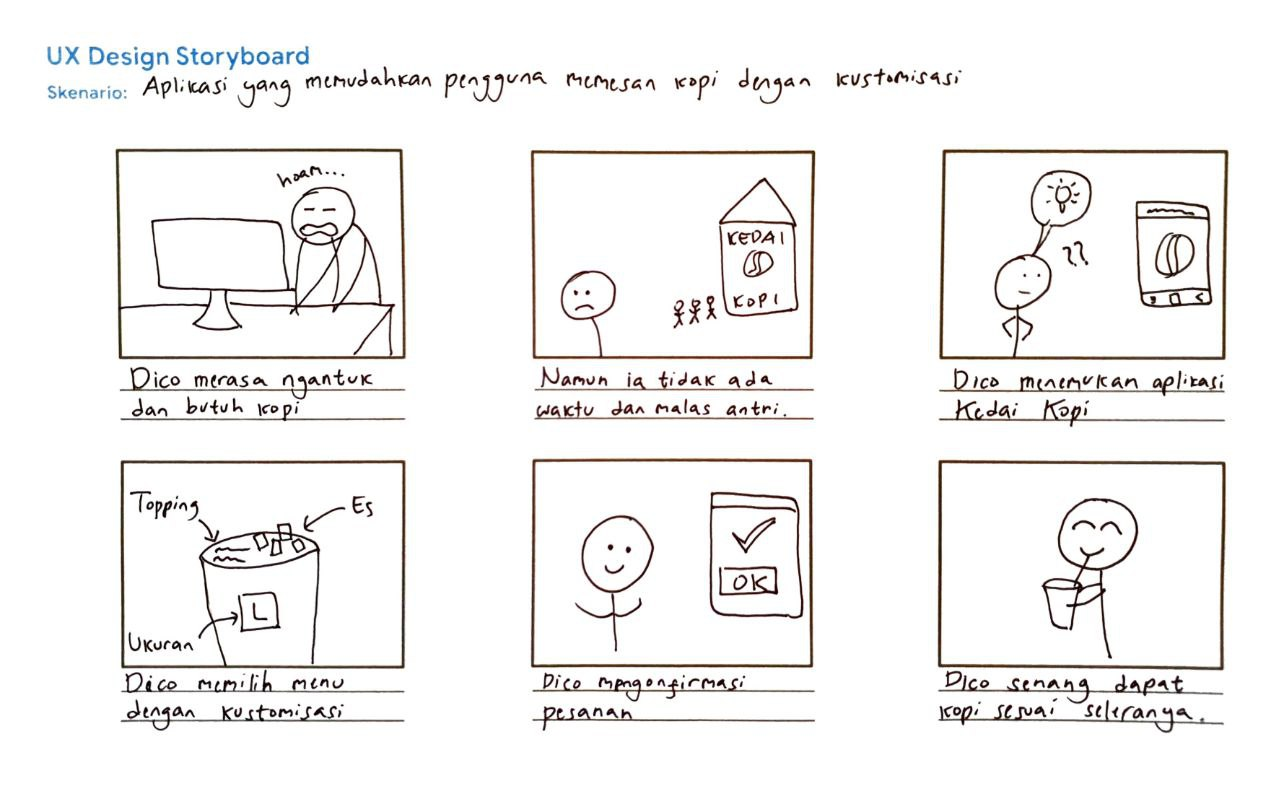 UX Design Storyboard
Skenario: Aplikasi yang memudahkan pengguna memesan kopi dengan kustomisasi
hoam...
KEDAI
KOPI
??
Dico merasa ngantuk
dan butuh kopi
Namun ia tidak ada
waktu dan malas antri.
Dico menemukan aplikasi
Kedai Kopi
Topping
Es
L
Ukuran
OK
Dico memilih menu
dengan kustomisasi
Dico mengonfirmasi
pesanan
Dico senang dapat
kopi sesuai seleranya.